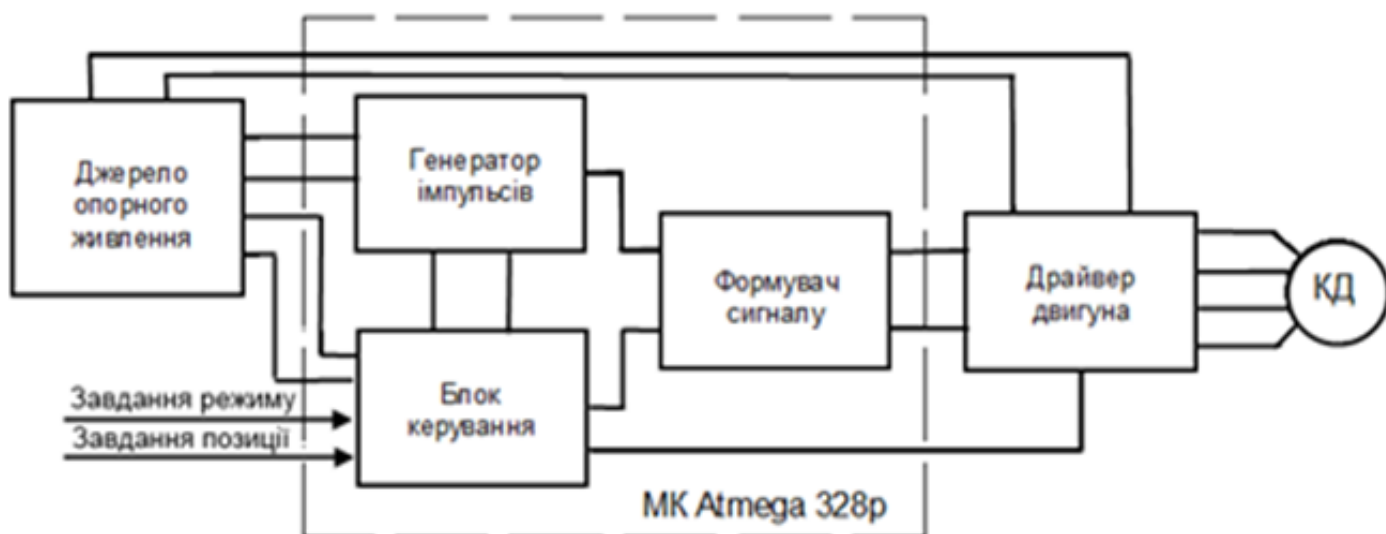 Джерело
опорного
живлення
Генератор
імпульсів
Формувач
сигналу
Драйвер
двигуна
КД
Завдання режиму
Завдання позиції
Блок
керування
МК Atmega 328p